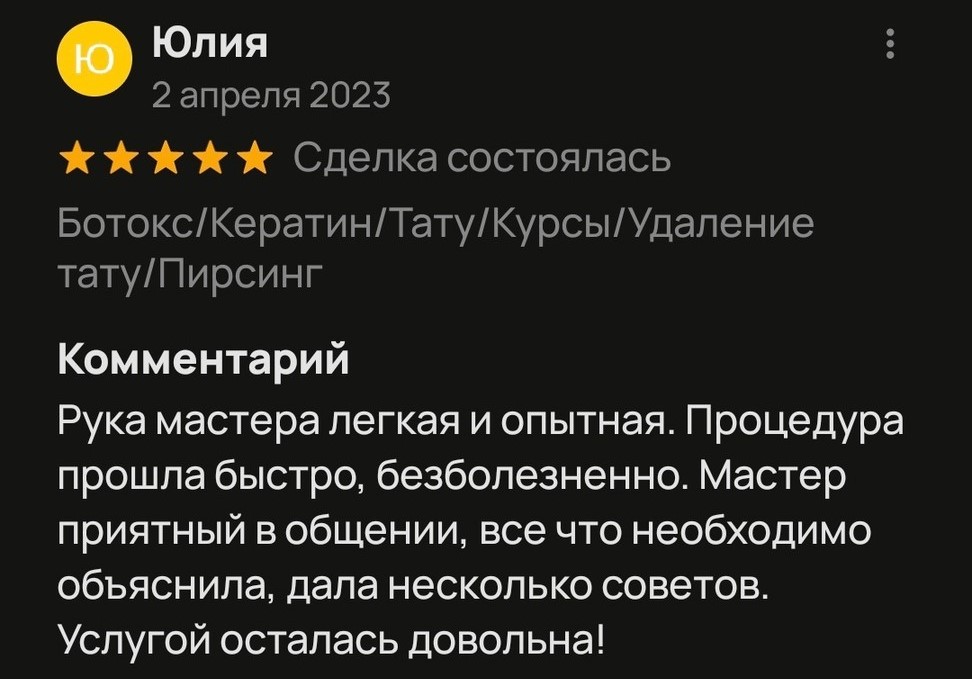 Ю
Юлия
2 апреля 2023
Сделка состоялась
Ботокс/Кератин/Тату/Курсы/Удаление
тату/Пирсинг
Комментарий
Рука мастера легкая и опытная. Процедура
прошла быстро, безболезненно. Мастер
приятный в общении, все что необходимо
объяснила, дала несколько советов.
Услугой осталась довольна!